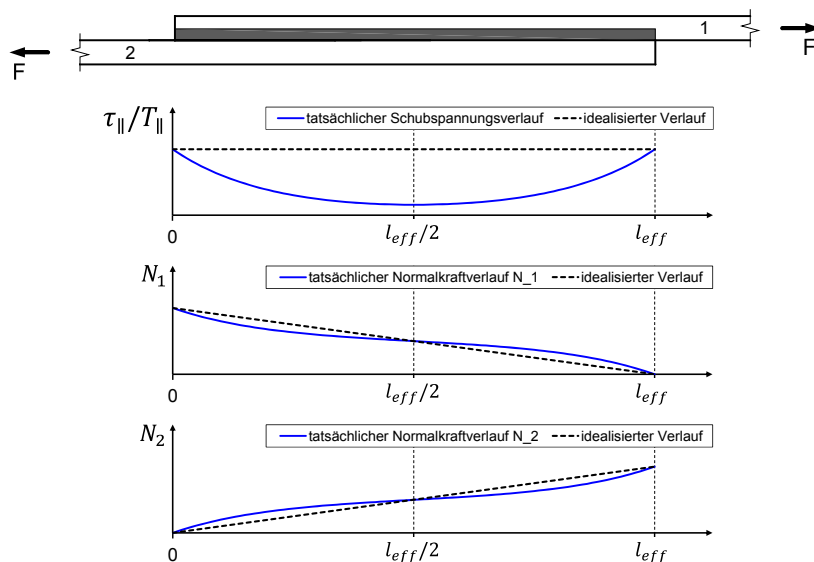 1
2
F
F
τ∥/T∥
tatsächlicher Schubspannungsverlauf
idealisierter Verlauf
0
l_eff/2
l_eff
N_1
tatsächlicher Normalkraftverlauf N_1
idealisierter Verlauf
0
l_eff/2
l_eff
N_2
tatsächlicher Normalkraftverlauf N_2
idealisierter Verlauf
0
l_eff/2
l_eff